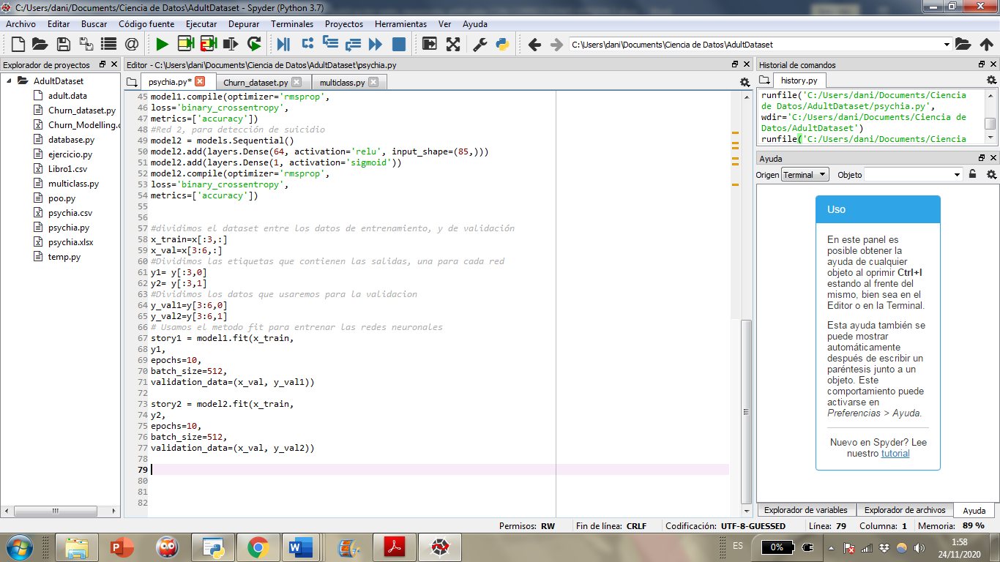 C:/Users/dani/Documents/Ciencia de Datos\AdultDataset - Spyder (Python 3.7)
Archivo Editar Buscar Código fuente Ejecutar Depurar Terminales Proyectos Herramientas Ver Ayuda
C:\Users\dani\Documents\Ciencia de Datos\AdultDataset
Explorador de proyectos
AdultDataset
adult.data
Churn_dataset.py
Churn_Modelling.c
database.py
ejercicio.py
Libro1.csv
multiclass.py
poo.py
psychia.csv
psychia.py
psychia.xlsx
temp.py
Editor - C:\Users\dani\Documents\Ciencia de Datos\AdultDataset\psychia.py
psychia.py* Churn_dataset.py multiclass.py
45 model1.compile(optimizer='rmsprop',
46 loss='binary_crossentropy',
47 metrics=['accuracy'])
48 #Red 2, para detección de suicidio
49 model2 = models.Sequential()
50 model2.add(layers.Dense(64, activation='relu', input_shape=(85,)))
51 model2.add(layers.Dense(1, activation='sigmoid'))
52 model2.compile(optimizer='rmsprop',
53 loss='binary_crossentropy',
54 metrics=['accuracy'])
55
56
57 #dividimos el dataset entre los datos de entrenamiento, y de validación
58 x_train=x[:3,:]
59 x_val=x[3:6,:]
60 #Dividimos las etiquetas que contienen las salidas, una para cada red
61 y1= y[:3,0]
62 y2= y[:3,1]
63 #Dividimos los datos que usaremos para la validacion
64 y_val1=y[3:6,0]
65 y_val2=y[3:6,1]
66 # Usamos el metodo fit para entrenar las redes neuronales
67 story1 = model1.fit(x_train,
68 y1,
69 epochs=10,
70 batch_size=512,
71 validation_data=(x_val, y_val1))
72
73 story2 = model2.fit(x_train,
74 y2,
75 epochs=10,
76 batch_size=512,
77 validation_data=(x_val, y_val2))
78
79
80
81
82
Historial de comandos
history.py
runfile('C:/Users/dani/Documents/Ciencia
de Datos/AdultDataset/psychia.py',
wdir='C:/Users/dani/Documents/Ciencia de
Datos/AdultDataset')
runfile('C:/Users/dani/Documents/Ciencia
Ayuda
Origen Terminal Objeto
Uso
En este panel es
posible obtener la
ayuda de cualquier
objeto al oprimir Ctrl+I
estando al frente del
mismo, bien sea en el
Editor o en la Terminal.
Esta ayuda también se
puede mostrar
automáticamente
después de escribir un
paréntesis junto a un
objeto. Este
comportamiento puede
activarse en
Preferencias > Ayuda.
Nuevo en Spyder? Lee
nuestro tutorial
Explorador de variables Explorador de archivos Ayuda
Permisos: RW Fin de línea: CRLF Codificación: UTF-8-GUESSED Línea: 79 Columna: 1 Memoria: 89 %
ES 0% 1:58
24/11/2020